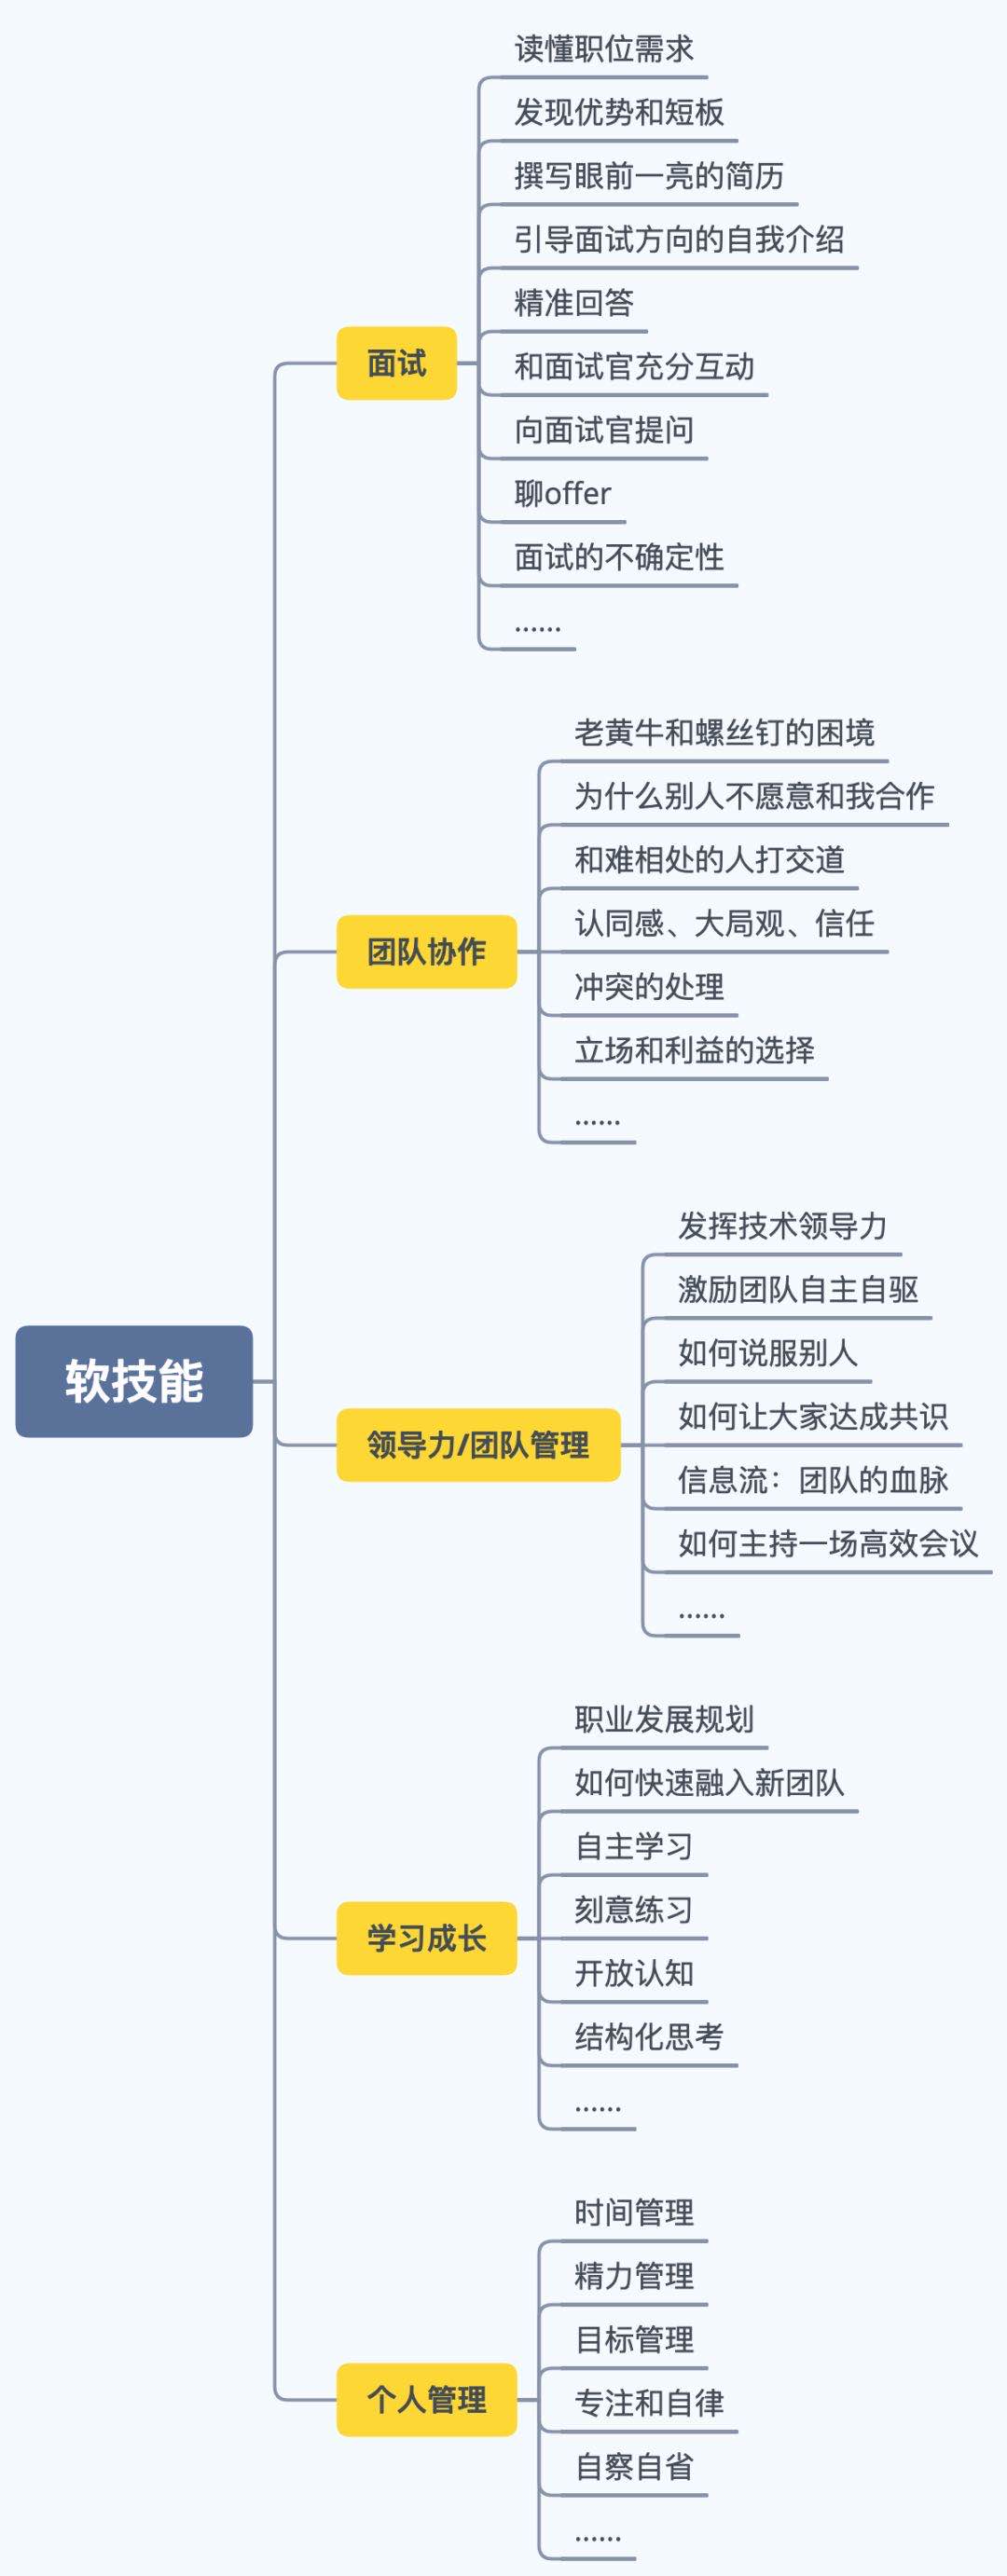 读懂职位需求
发现优势和短板
撰写眼前一亮的简历
引导面试方向的自我介绍
精准回答
面试
和面试官充分互动
向面试官提问
聊offer
面试的不确定性
……
老黄牛和螺丝钉的困境
为什么别人不愿意和我合作
和难相处的人打交道
认同感、大局观、信任
团队协作
冲突的处理
立场和利益的选择
……
发挥技术领导力
激励团队自主自驱
如何说服别人
软技能
如何让大家达成共识
领导力/团队管理
信息流：团队的血脉
如何主持一场高效会议
……
职业发展规划
如何快速融入新团队
自主学习
刻意练习
学习成长
开放认知
结构化思考
……
时间管理
精力管理
目标管理
个人管理
专注和自律
自察自省
……